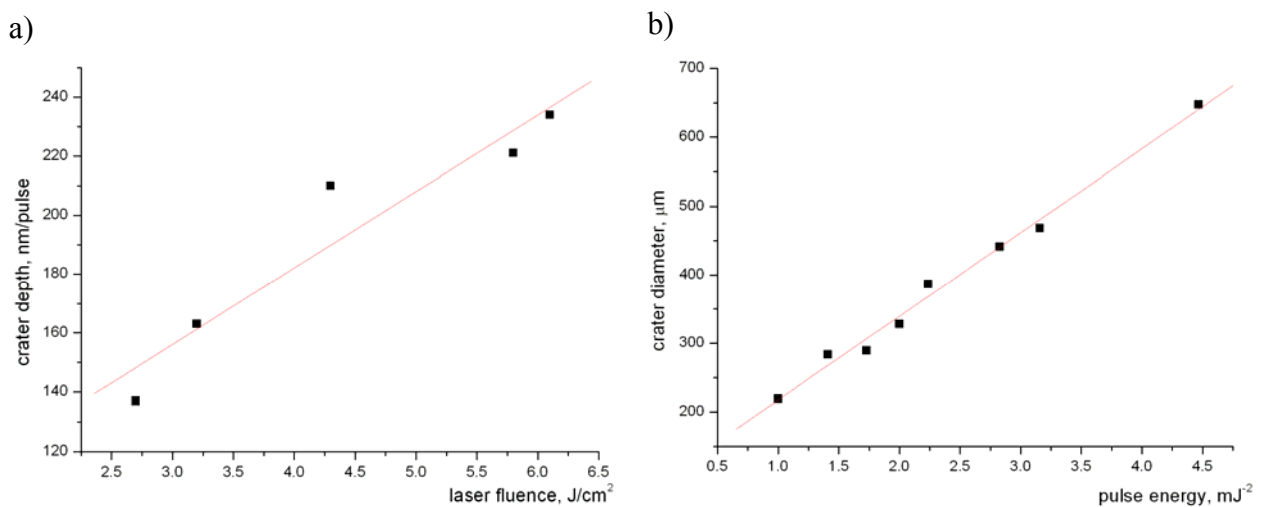 a)
240
220
200
180
160
140
120
crater depth, nm/pulse
2.5 3.0 3.5 4.0 4.5 5.0 5.5 6.0 6.5
laser fluence, J/cm²
b)
700
600
500
400
300
200
crater diameter, μm
0.5 1.0 1.5 2.0 2.5 3.0 3.5 4.0 4.5
pulse energy, mJ⁻²